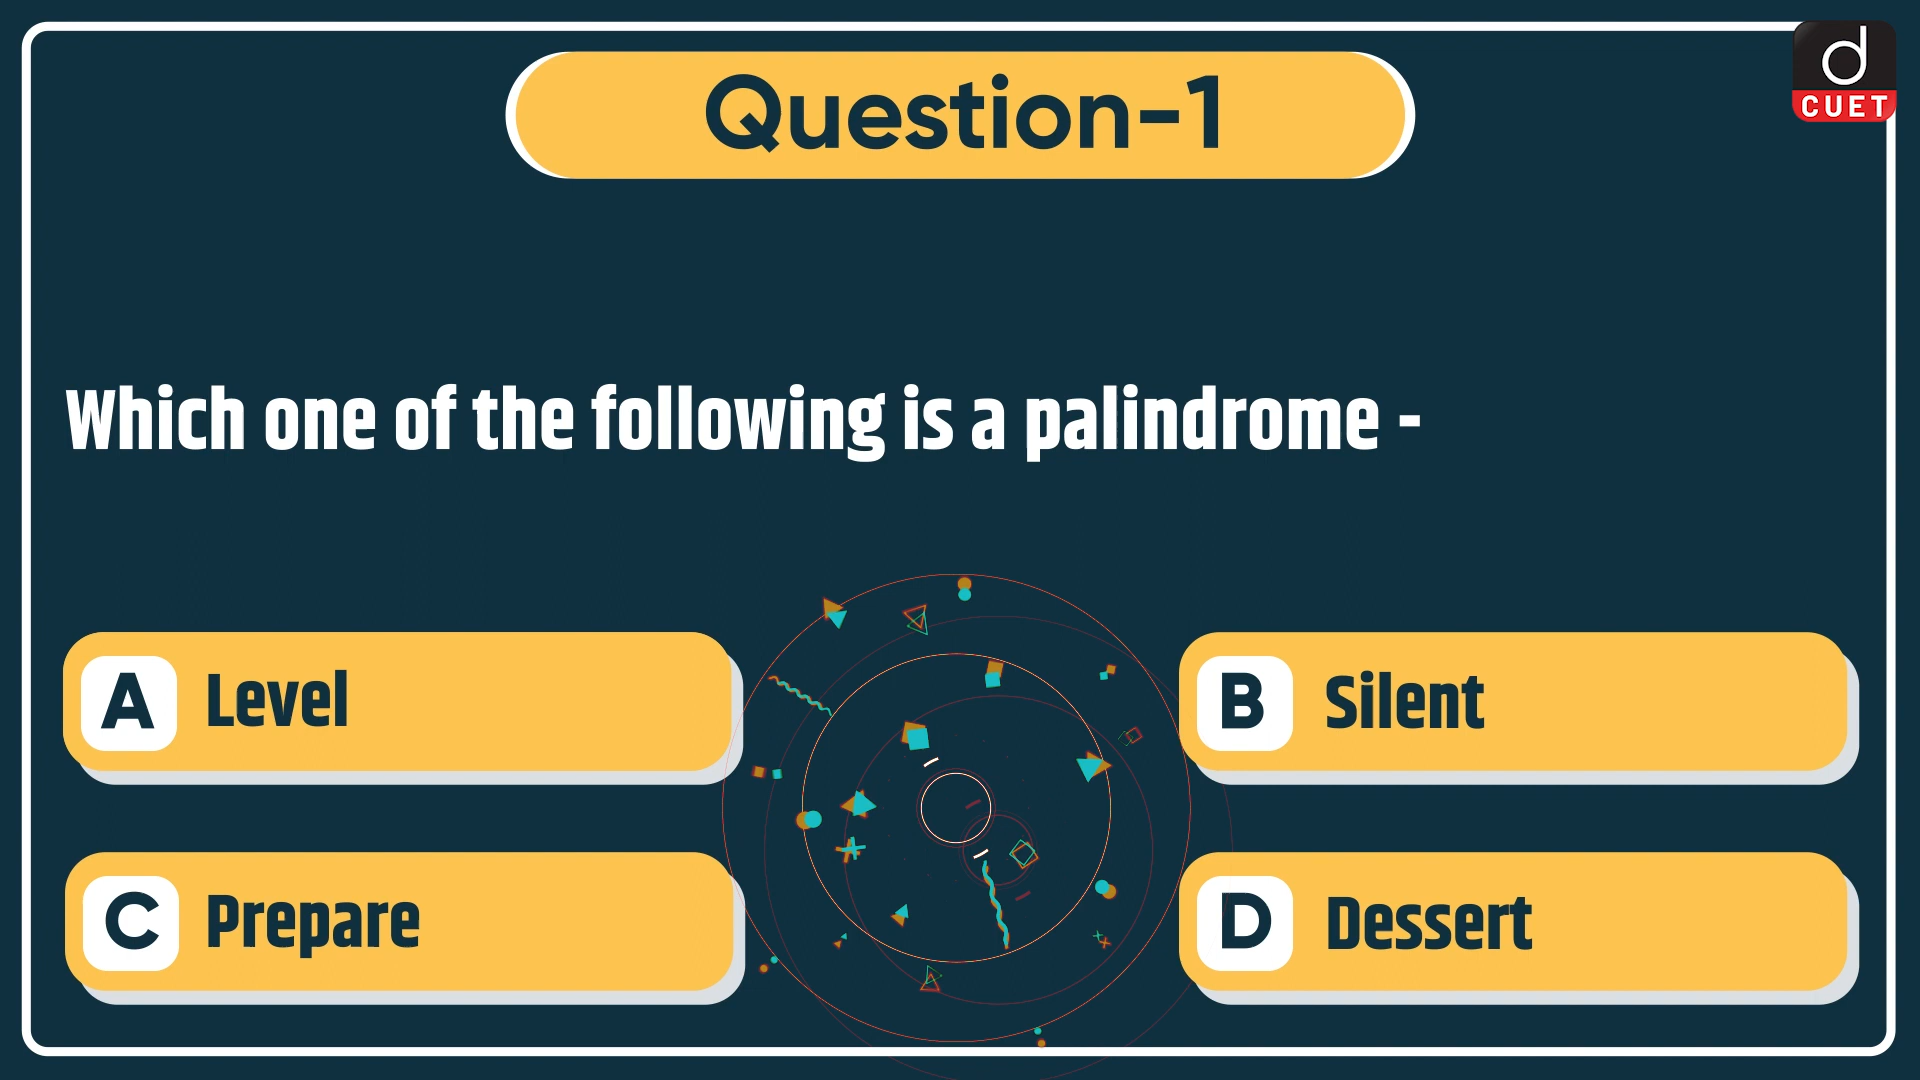 d
CUET
Question-1
Which one of the following is a palindrome -
A Level
B Silent
C Prepare
D Dessert